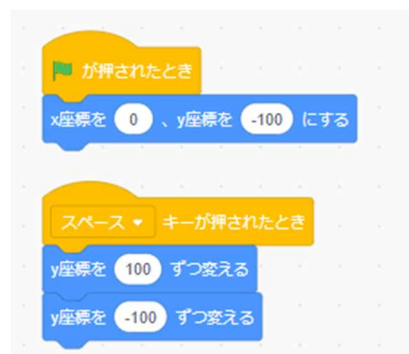 が押されたとき
x座標を 0 、y座標を -100 にする
スペース キーが押されたとき
y座標を 100 ずつ変える
y座標を -100 ずつ変える